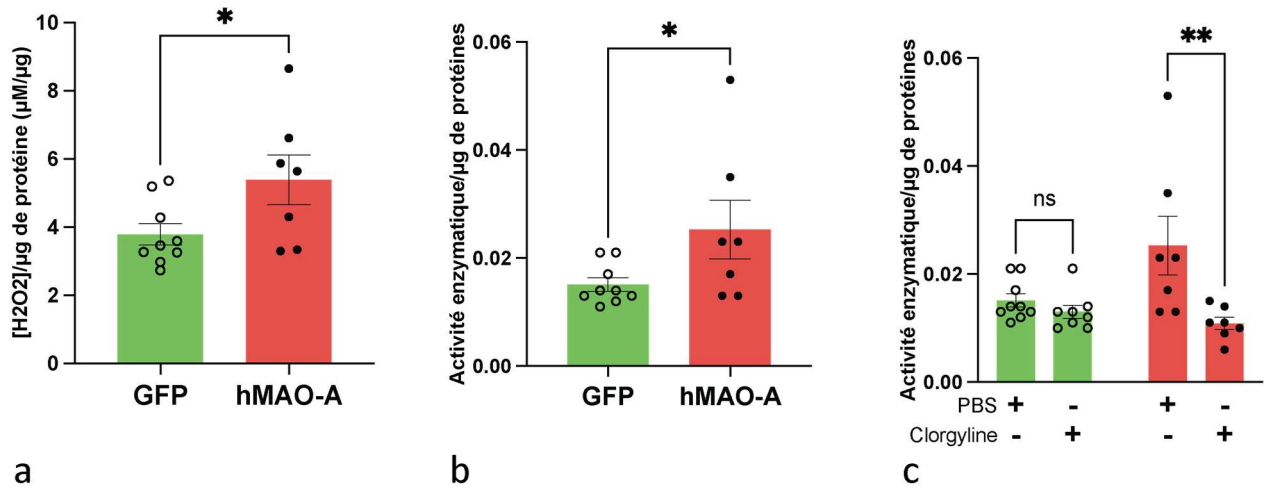 [H2O2]/µg de protéine (µM/µg)
10
8
6
4
2
0
*
GFP
hMAO-A
a
Activité enzymatique/µg de protéines
0.06
0.04
0.02
0.00
*
GFP
hMAO-A
b
Activité enzymatique/µg de protéines
0.06
0.04
0.02
0.00
ns
**
PBS + - + -
Clorgyline - + - +
c